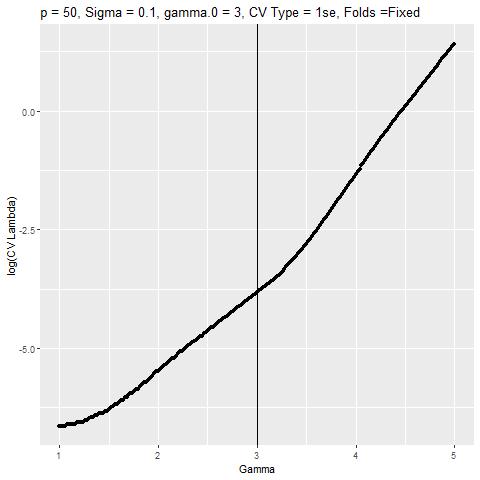 p = 50, Sigma = 0.1, gamma.0 = 3, CV Type = 1se, Folds =Fixed
0.0
-2.5
-5.0
log(CV Lambda)
1 2 3 4 5
Gamma